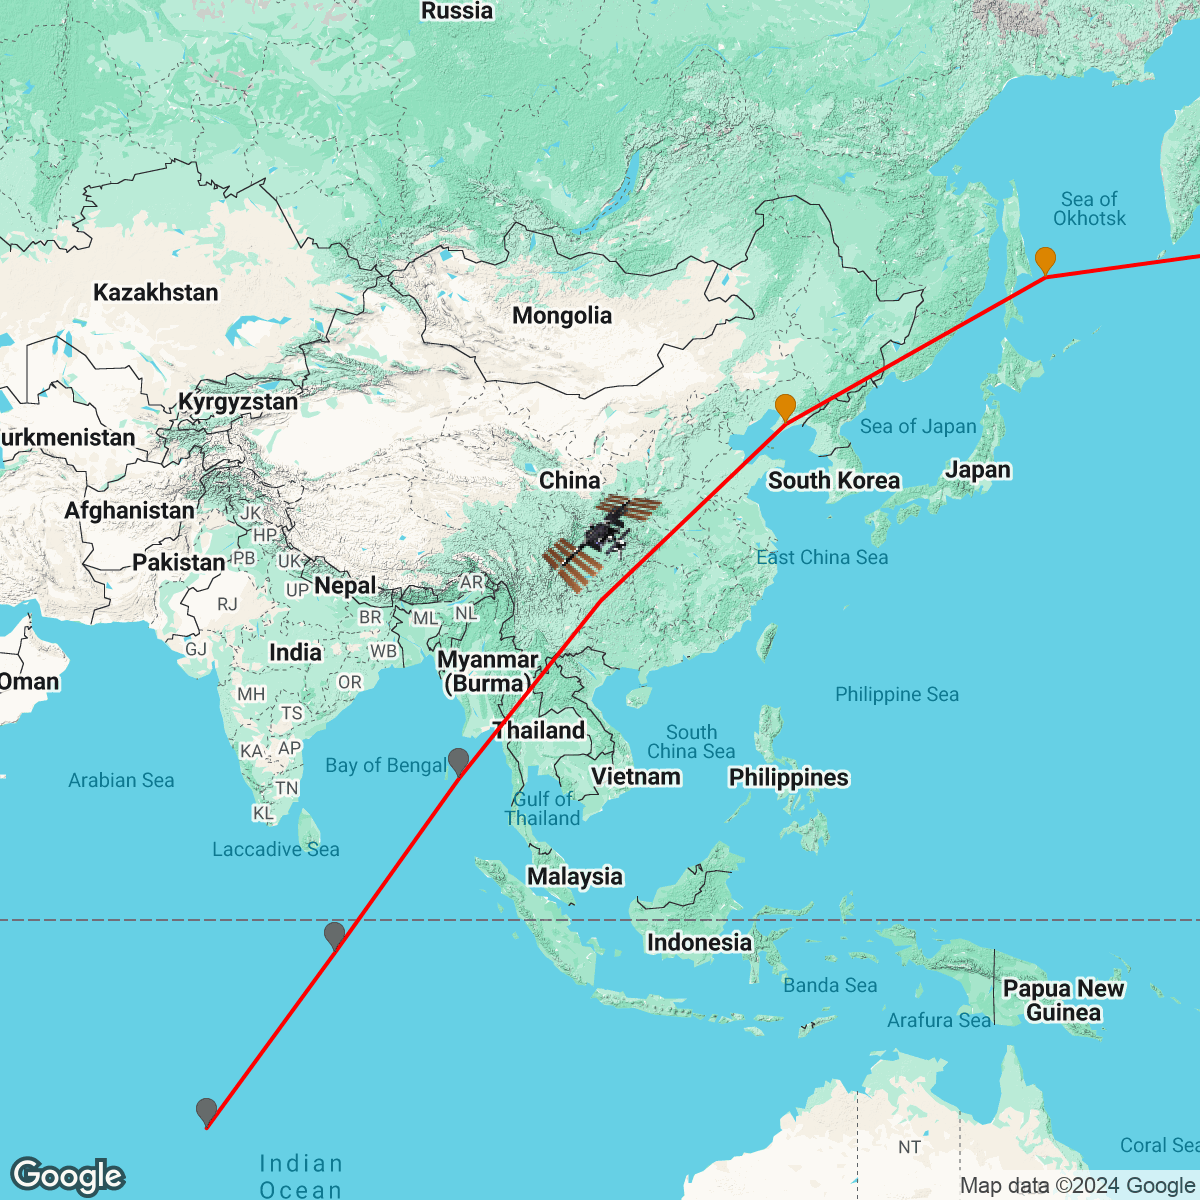 Russia
Sea of
Okhotsk
Kazakhstan
Mongolia
Kyrgyzstan
Sea of Japan
urkmenistan
Japan
China
South Korea
Afghanistan
JK
HP
East China Sea
Pakistan
PB
UK
Nepal
AR
UP
RJ
BR
ML
NL
GJ
India
WB
Myanmar
(Burma)
Oman
OR
MH
Philippine Sea
TS
Thailand
South
China Sea
KA
AP
Bay of Bengal
Arabian Sea
Vietnam
Philippines
TN
KL
Gulf of
Thailand
Laccadive Sea
Malaysia
Indonesia
Banda Sea
Papua New
Guinea
Arafura Sea
NT
Coral Sea
Indian
Ocean
Google
Map data ©2024 Google